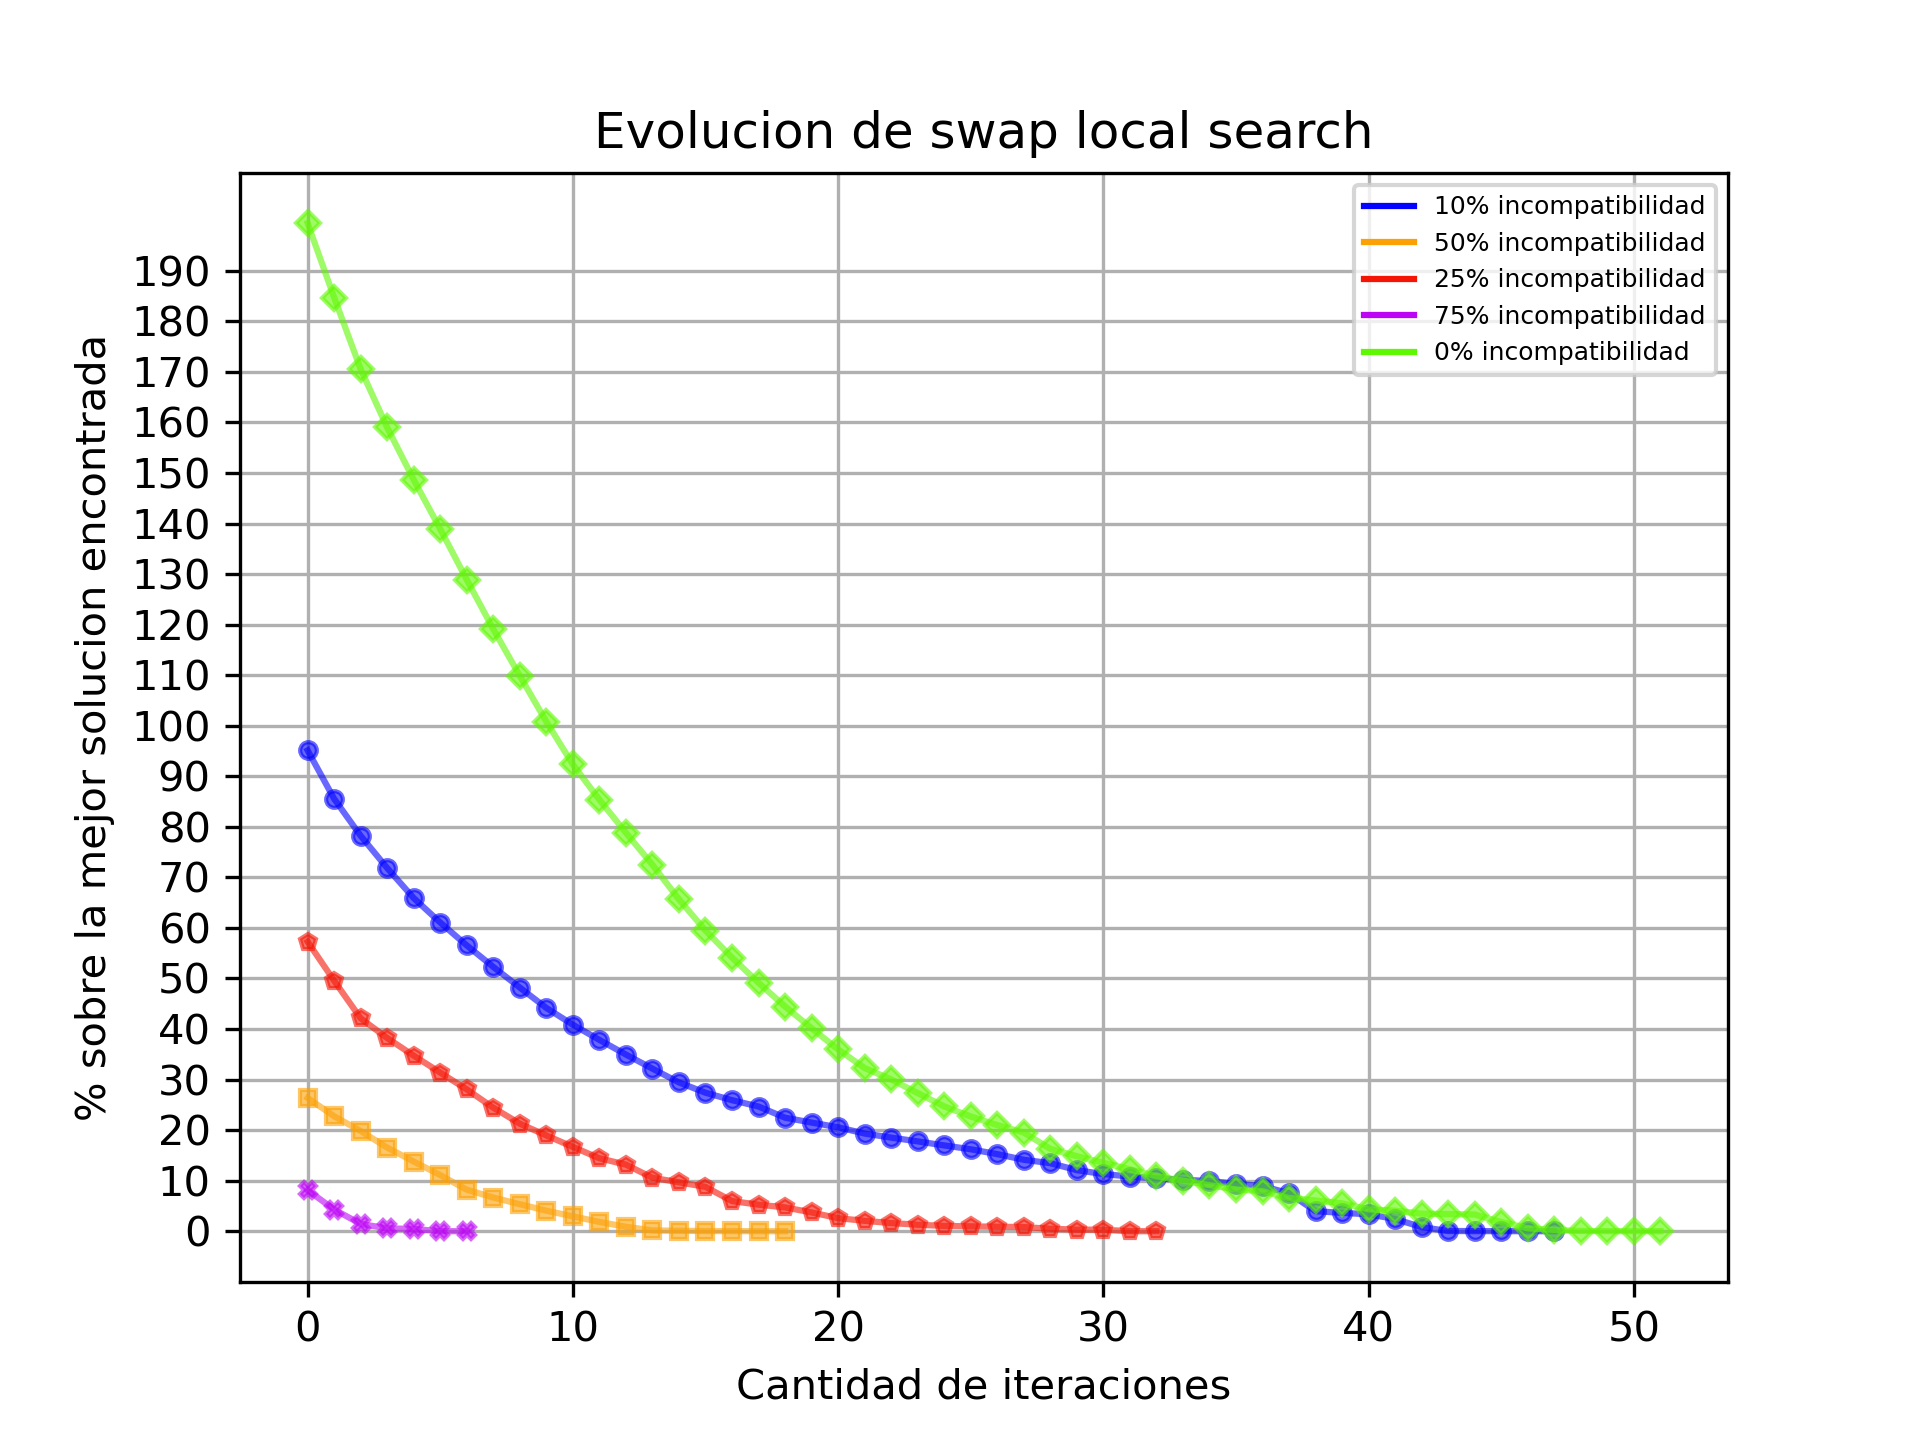 Evolucion de swap local search
10% incompatibilidad
50% incompatibilidad
25% incompatibilidad
75% incompatibilidad
0% incompatibilidad
% sobre la mejor solucion encontrada
190
180
170
160
150
140
130
120
110
100
90
80
70
60
50
40
30
20
10
0
0 10 20 30 40 50
Cantidad de iteraciones